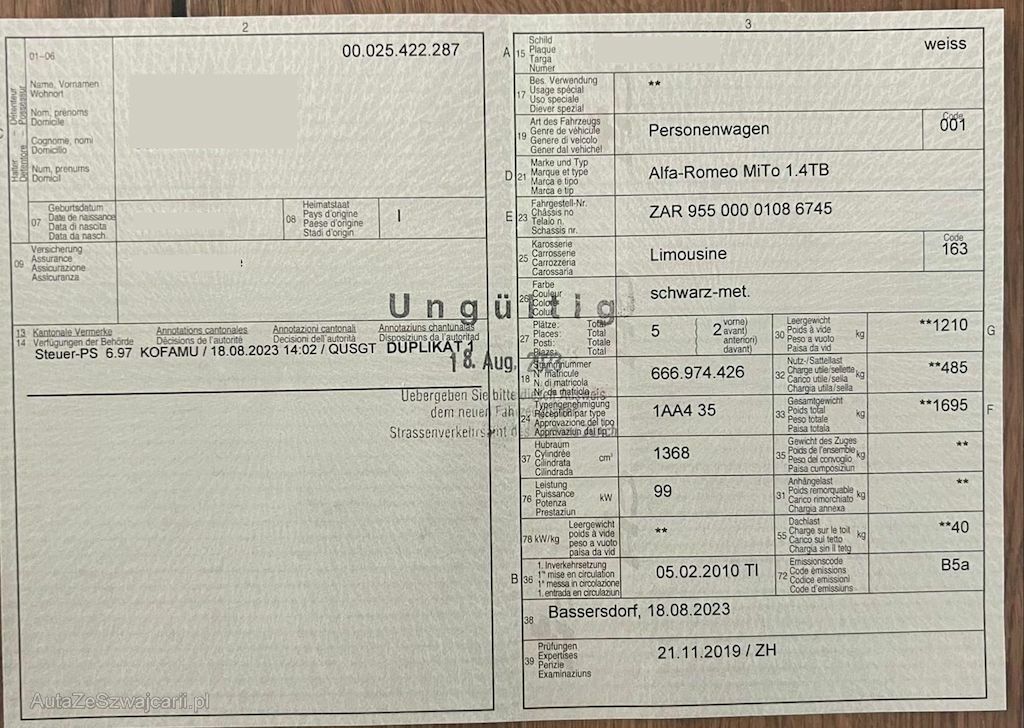 2
01–06
00.025.422.287
Halter - Détenteur
Detentore - Possessur
Name, Vornamen
Wohnort
Nom, prénoms
Domicile
Cognome, nomi
Domicilio
Num, prenums
Domicil
07
Geburtsdatum
Date de naissance
Data di nascita
Data da nasch.
08
Heimatstaat
Pays d'origine
Paese d'origine
Stadi d'origin
I
09
Versicherung
Assurance
Assicurazione
Assicuranza
13 Kantonale Vermerke Annotations cantonales Annotazioni cantonali Annotaziuns chantunalas
14 Verfügungen der Behörde Décisions de l'autorité Decisioni dell'autorità Disposiziuns da l'autoritad
Steuer-PS 6.97 KOFAMU / 18.08.2023 14:02 / QUSGT DUPLIKAT 1
Ungültig
18. Aug.
Uebergeben Sie bitte
dem neuen
Strassenverkehrsamt des
3
A 15
Schild
Plaque
Targa
Numer
weiss
17
Bes. Verwendung
Usage spécial
Uso speciale
Diever spezial
**
19
Art des Fahrzeugs
Genre de véhicule
Genere di veicolo
Gener dal vehichel
Personenwagen
Code
001
D 21
Marke und Typ
Marque et type
Marca e tipo
Marca e tip
Alfa-Romeo MiTo 1.4TB
E 23
Fahrgestell-Nr.
Châssis no
Telaio n.
Schassis nr.
ZAR 955 000 0108 6745
25
Karosserie
Carrosserie
Carrozzeria
Carossaria
Limousine
Code
163
26
Farbe
Couleur
Colore
Colur
schwarz-met.
27
Plätze: Total
Places: Total
Posti: Totale
Plazs: Total
5
2
vorne)
avant)
anteriori)
davant)
30
Leergewicht
Poids à vide
Peso a vuoto
Paisa da vid
kg
**1210
G
18
Stammnummer
N° matricule
N. di matricola
Nr. da matricla
666.974.426
32
Nutz-/Sattellast
Charge utile/sellette
Carico utile/sella
Chargia utila/sella
kg
**485
24
Typengenehmigung
Réception par type
Approvazione del tipo
Approvaziun dal tip
1AA4 35
33
Gesamtgewicht
Poids total
Peso totale
Paisa totala
kg
**1695
F
37
Hubraum
Cylindrée
Cilindrata
Cilindrada
cm³
1368
35
Gewicht des Zuges
Poids de l'ensemble
Peso del convoglio
Paisa cumposiziun
kg
**
76
Leistung
Puissance
Potenza
Prestaziun
kW
99
31
Anhängelast
Poids remorquable
Carico rimorchiato
Chargia annexa
kg
**
78 kW/kg
Leergewicht
poids à vide
peso a vuoto
paisa da vid
**
55
Dachlast
Charge sur le toit
Carico sul tetto
Chargia sin il tetg
kg
**40
B 36
1. Inverkehrsetzung
1re mise en circulation
1a messa in circolazione
1. entrada en circulaziun
05.02.2010 TI
72
Emissionscode
Code émissions
Codice emissioni
Code d'emissiuns
B5a
38
Bassersdorf, 18.08.2023
39
Prüfungen
Expertises
Perizie
Examinaziuns
21.11.2019 / ZH
AutaZeSzwajcarii.pl